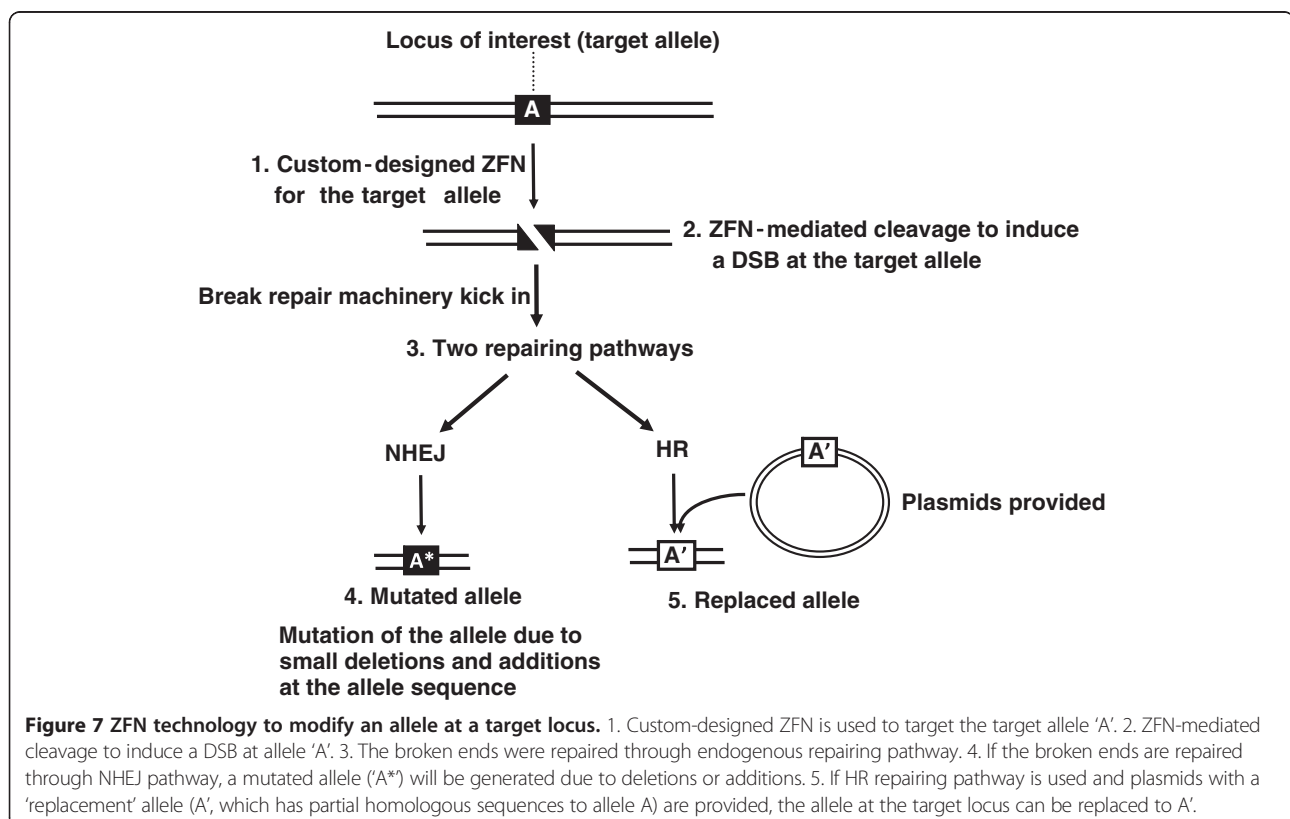 Locus of interest (target allele)
A
1. Custom-designed ZFN
for the target allele
2. ZFN-mediated cleavage to induce
a DSB at the target allele
Break repair machinery kick in
3. Two repairing pathways
NHEJ
HR
A’
Plasmids provided
A*
A’
4. Mutated allele
5. Replaced allele
Mutation of the allele due to
small deletions and additions
at the allele sequence
Figure 7 ZFN technology to modify an allele at a target locus. 1. Custom-designed ZFN is used to target the target allele ‘A’. 2. ZFN-mediated
cleavage to induce a DSB at allele ‘A’. 3. The broken ends were repaired through endogenous repairing pathway. 4. If the broken ends are repaired
through NHEJ pathway, a mutated allele (‘A*’) will be generated due to deletions or additions. 5. If HR repairing pathway is used and plasmids with a
‘replacement’ allele (A’, which has partial homologous sequences to allele A) are provided, the allele at the target locus can be replaced to A’.